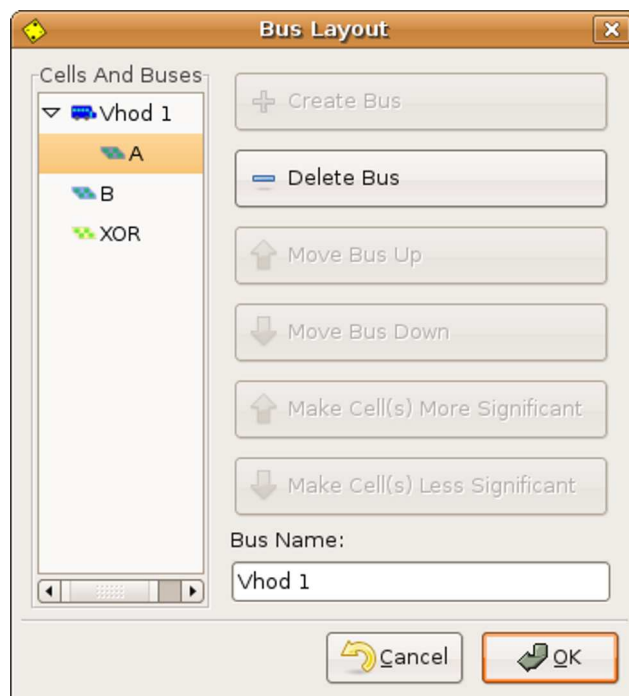 Bus Layout
Cells And Buses
Vhod 1
A
B
XOR
Create Bus
Delete Bus
Move Bus Up
Move Bus Down
Make Cell(s) More Significant
Make Cell(s) Less Significant
Bus Name:
Vhod 1
Cancel
OK